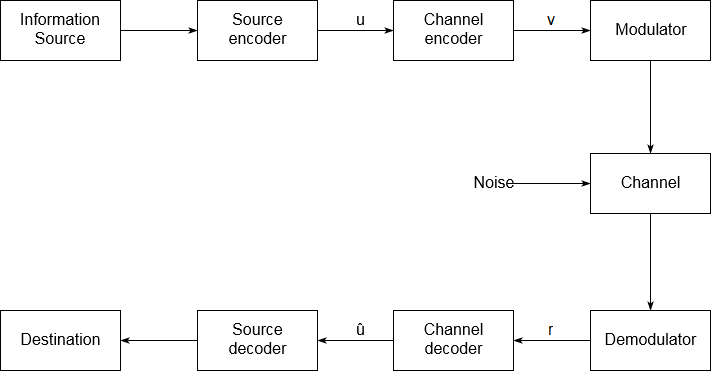 Information
Source
Source
encoder
u
Channel
encoder
v
Modulator
Noise
Channel
Destination
Source
decoder
û
Channel
decoder
r
Demodulator